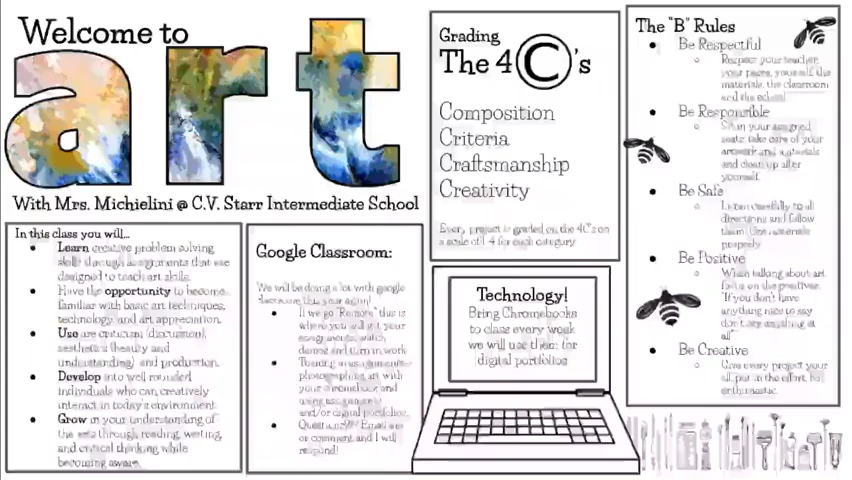 Welcome to
art
With Mrs. Michielini @ C.V. Starr Intermediate School
In this class you will...
Learn creative problem solving
skills through assignments that are
designed to teach art skills.
Have the opportunity to become
familiar with basic art techniques,
technology and art appreciation.
Use art criticism (discussion),
aesthetics (beauty and
understanding) and production.
Develop into well rounded
individuals who can creatively
interact in today's environment.
Grow in your understanding of
the arts through reading, writing
and critical thinking while
becoming aware.
Google Classroom:
We will be doing a lot with google
classroom this year again!
If we go "Remote" this is
where you will get your
assignments, watch
demos and turn in work
assignments
photographing art with
your chromebook and
and/or digital portfolios.
Questions??? Email me
or comment and I will
respond!
Grading
The 4 ©'s
Composition
Criteria
Craftsmanship
Creativity
Every project is graded on the 4C's on
a scale of 1-4 for each category
Technology!
Bring Chromebooks
to class every week
we will use them for
digital portfolios
The "B" Rules
Be Respectful
Respect your teacher,
your peers, yourself, the
materials, the classroom
and the school
Be Responsible
Sit in your assigned
seat, take care of your
artwork and materials
and clean up after
yourself.
Be Safe
Listen carefully to all
directions and follow
them. Use materials
properly
Be Positive
When talking about art
focus on the positives.
"If you don't have
anything nice to say
don't say anything at
all"
Be Creative
Give every project your
all, put in the effort, be
enthusiastic.